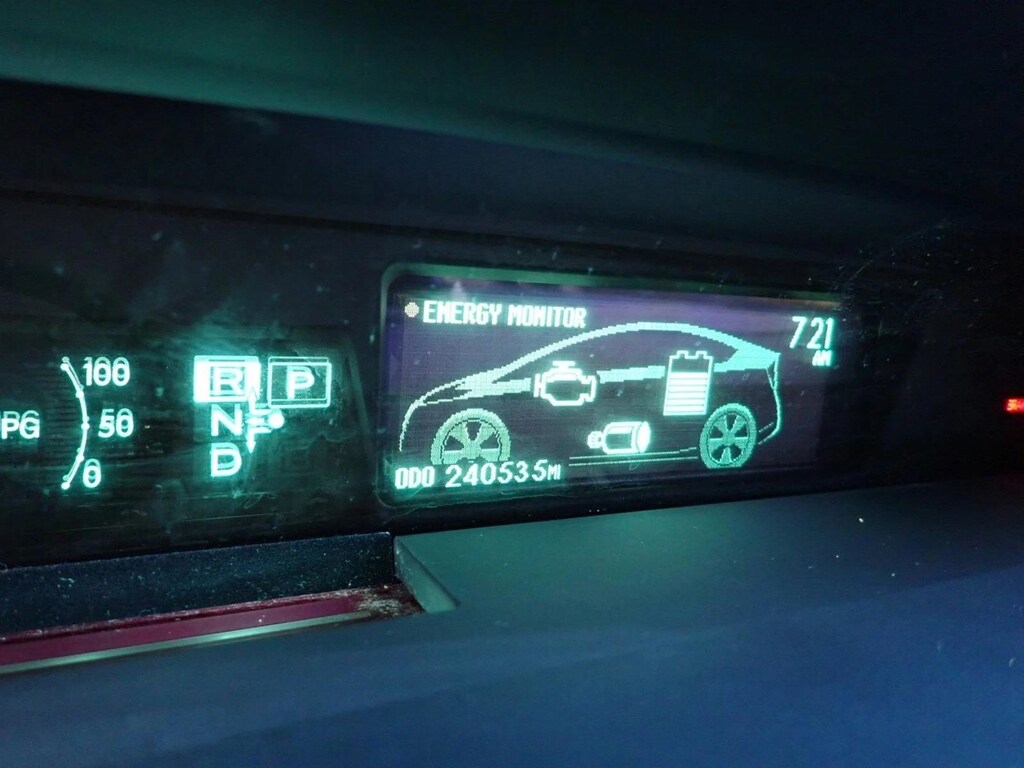 ENERGY MONITOR
7:21
AM
100
R P
50
N
PG
D
0
ODO 240535MI